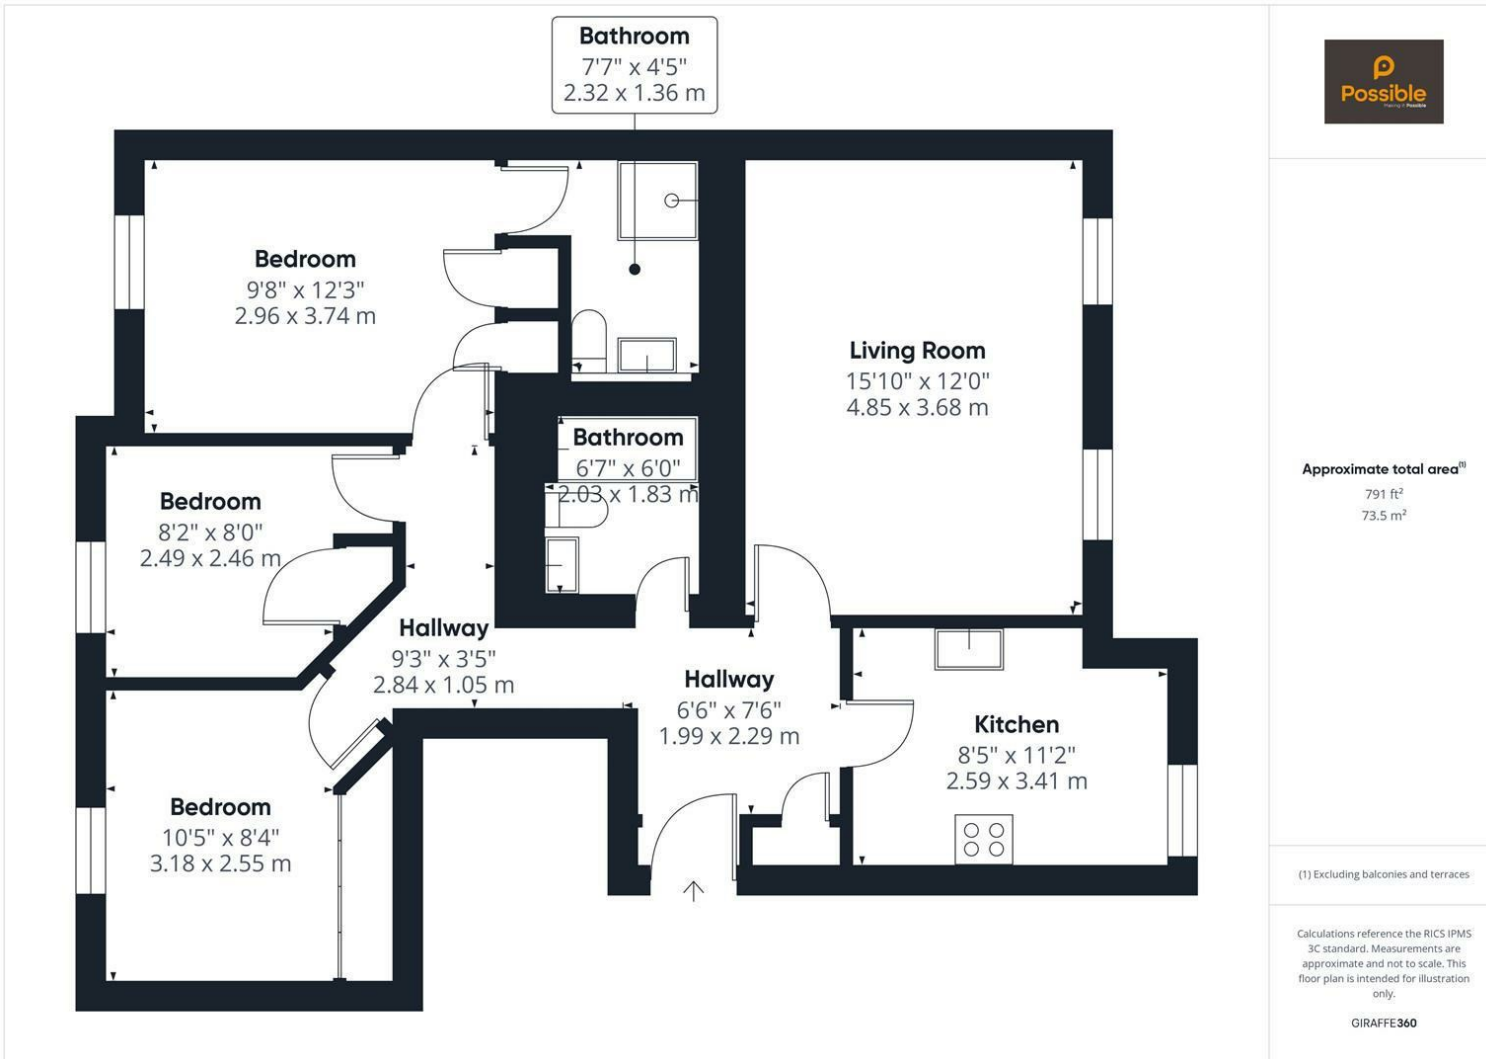 Bathroom
7'7" x 4'5"
2.32 x 1.36 m
Bedroom
9'8" x 12'3"
2.96 x 3.74 m
Living Room
15'10" x 12'0"
4.85 x 3.68 m
Bathroom
6'7" x 6'0"
2.03 x 1.83 m
Bedroom
8'2" x 8'0"
2.49 x 2.46 m
Hallway
9'3" x 3'5"
2.84 x 1.05 m
Hallway
6'6" x 7'6"
1.99 x 2.29 m
Kitchen
8'5" x 11'2"
2.59 x 3.41 m
Bedroom
10'5" x 8'4"
3.18 x 2.55 m
Possible
Making it Possible
Approximate total area⁽¹⁾
791 ft²
73.5 m²
(1) Excluding balconies and terraces
Calculations reference the RICS IPMS
3C standard. Measurements are
approximate and not to scale. This
floor plan is intended for illustration
only.
GIRAFFE360